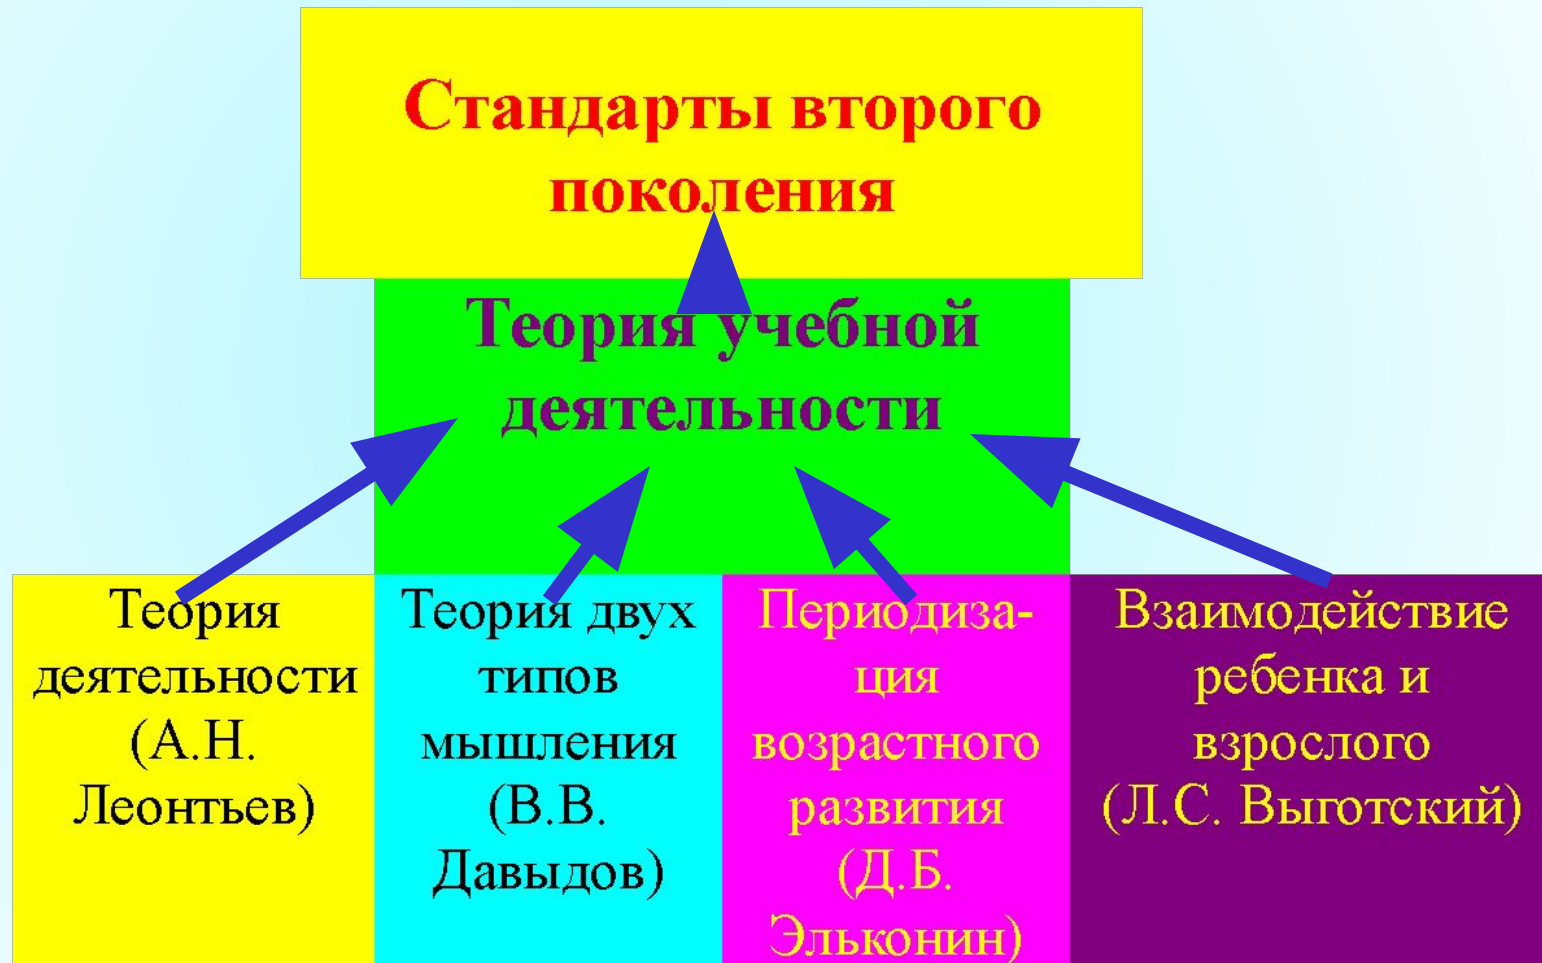 Стандарты второго
поколения
Теория учебной
деятельности
Теория
деятельности
(А.Н.
Леонтьев)
Теория двух
типов
мышления
(В.В.
Давыдов)
Периодиза-
ция
возрастного
развития
(Д.Б.
Эльконин)
Взаимодействие
ребенка и
взрослого
(Л.С. Выготский)